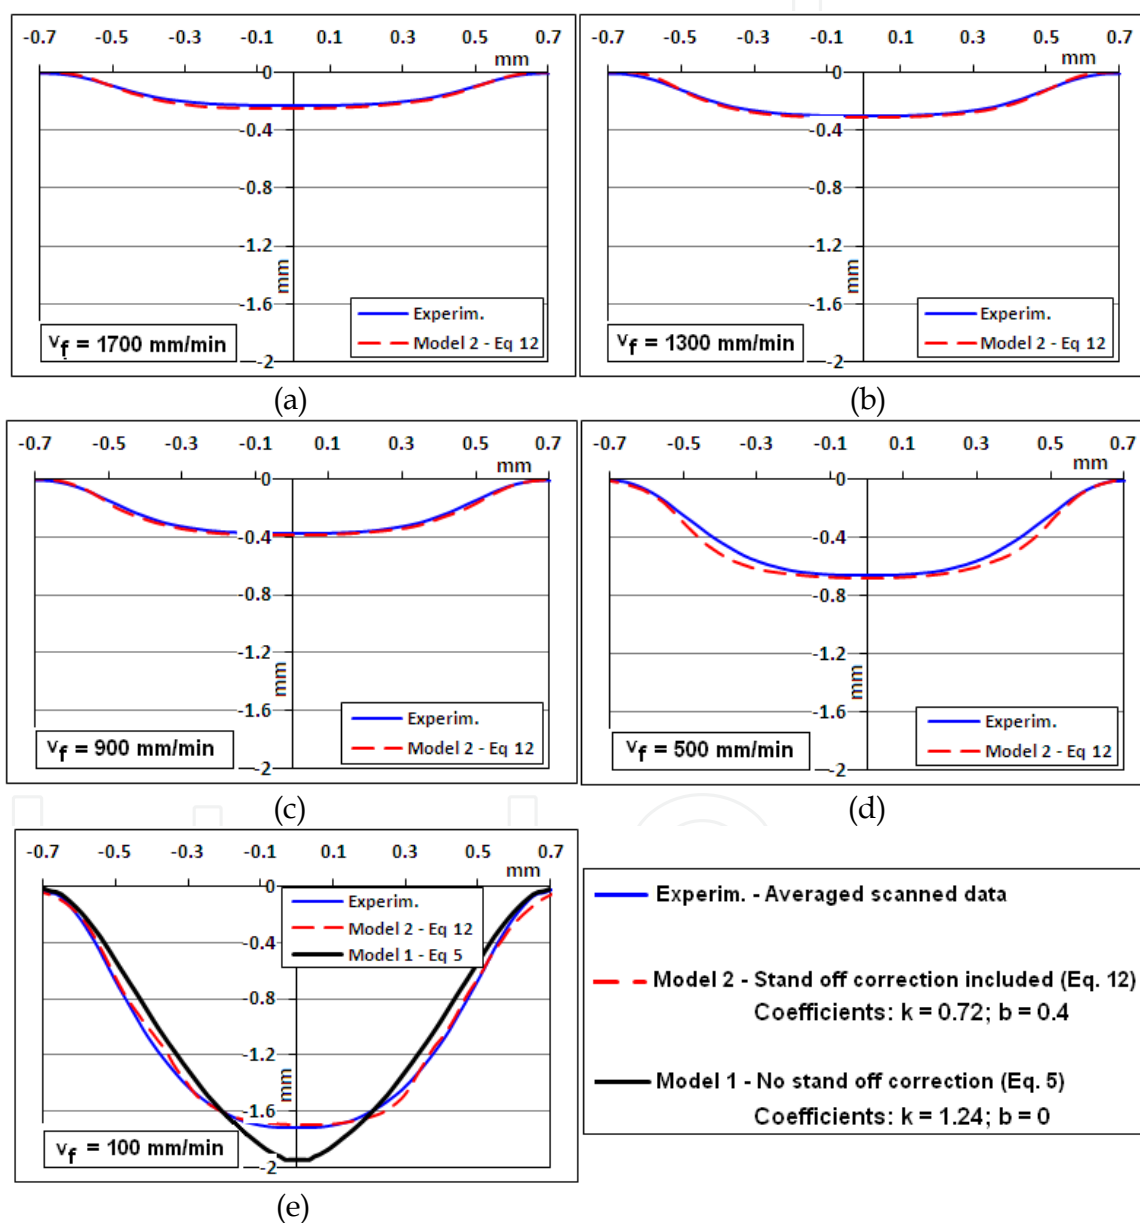 -0.7 -0.5 -0.3 -0.1 0.1 0.3 0.5 0.7
mm
0
-0.4
-0.8
-1.2
mm
-1.6
-2
Experim.
Model 2 - Eq 12
vf = 1700 mm/min
(a)
-0.7 -0.5 -0.3 -0.1 0.1 0.3 0.5 0.7
mm
0
-0.4
-0.8
-1.2
mm
-1.6
-2
Experim.
Model 2 - Eq 12
vf = 1300 mm/min
(b)
-0.7 -0.5 -0.3 -0.1 0.1 0.3 0.5 0.7
mm
0
-0.4
-0.8
-1.2
mm
-1.6
-2
Experim.
Model 2 - Eq 12
vf = 900 mm/min
(c)
-0.7 -0.5 -0.3 -0.1 0.1 0.3 0.5 0.7
mm
0
-0.4
-0.8
-1.2
mm
-1.6
-2
Experim.
Model 2 - Eq 12
vf = 500 mm/min
(d)
-0.7 -0.5 -0.3 -0.1 0.1 0.3 0.5 0.7
mm
0
Experim.
Model 2 - Eq 12
Model 1 - Eq 5
-0.4
-0.8
-1.2
mm
-1.6
-2
vf = 100 mm/min
(e)
Experim. - Averaged scanned data
Model 2 - Stand off correction included (Eq. 12)
Coefficients: k = 0.72; b = 0.4
Model 1 - No stand off correction (Eq. 5)
Coefficients: k = 1.24; b = 0